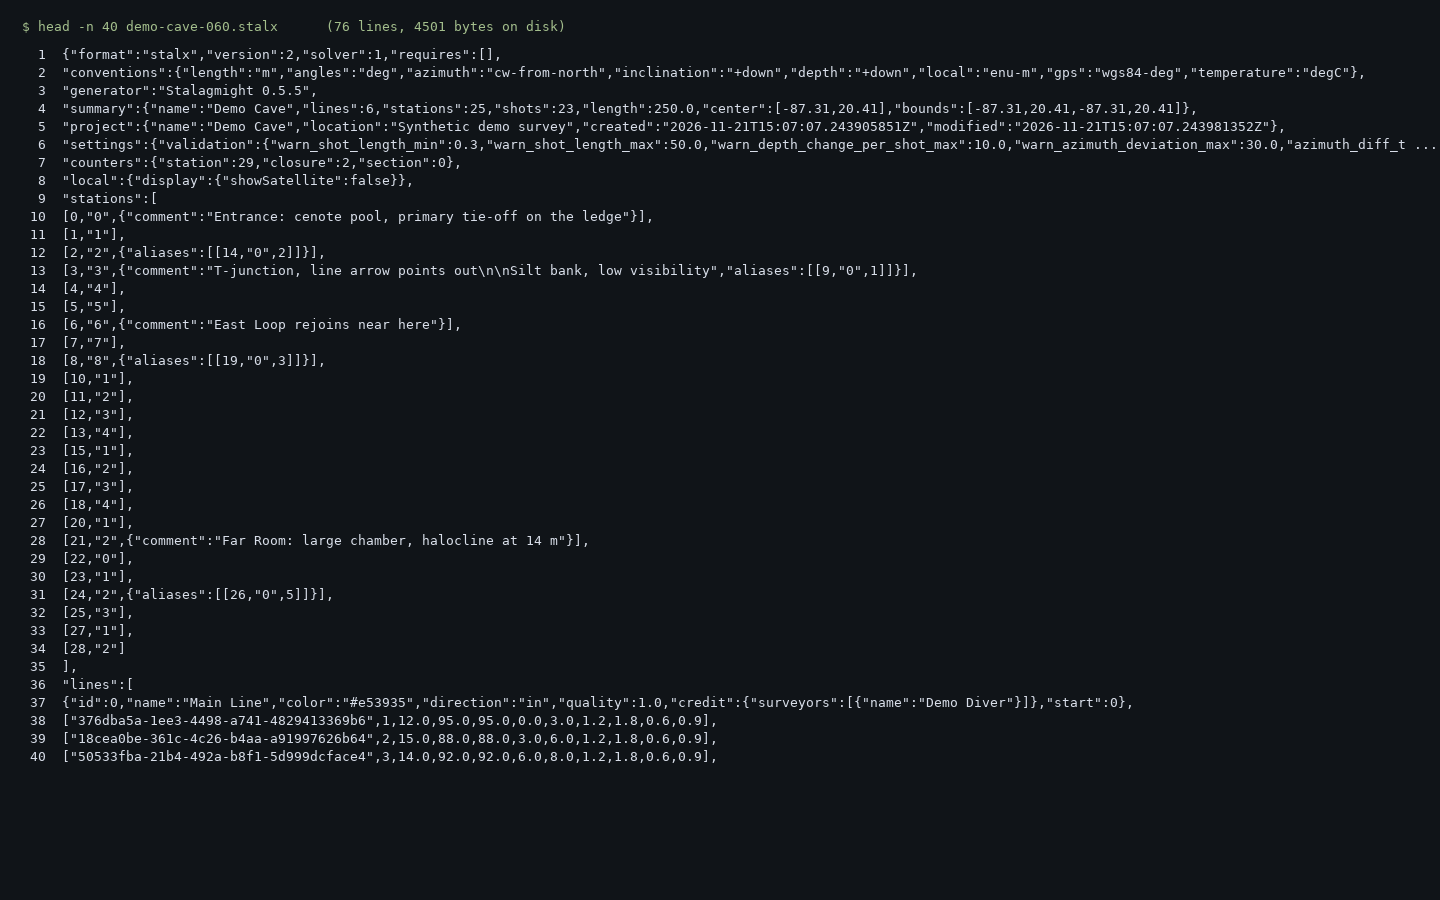 $ head -n 40 demo-cave-060.stalx      (76 lines, 4501 bytes on disk)
1  {"format":"stalx","version":2,"solver":1,"requires":[],
2  "conventions":{"length":"m","angles":"deg","azimuth":"cw-from-north","inclination":"+down","depth":"+down","local":"enu-m","gps":"wgs84-deg","temperature":"degC"},
3  "generator":"Stalagmight 0.5.5",
4  "summary":{"name":"Demo Cave","lines":6,"stations":25,"shots":23,"length":250.0,"center":[-87.31,20.41],"bounds":[-87.31,20.41,-87.31,20.41]},
5  "project":{"name":"Demo Cave","location":"Synthetic demo survey","created":"2026-11-21T15:07:07.243905851Z","modified":"2026-11-21T15:07:07.243981352Z"},
6  "settings":{"validation":{"warn_shot_length_min":0.3,"warn_shot_length_max":50.0,"warn_depth_change_per_shot_max":10.0,"warn_azimuth_deviation_max":30.0,"azimuth_diff_t ...
7  "counters":{"station":29,"closure":2,"section":0},
8  "local":{"display":{"showSatellite":false}},
9  "stations":[
10  [0,"0",{"comment":"Entrance: cenote pool, primary tie-off on the ledge"}],
11  [1,"1"],
12  [2,"2",{"aliases":[[14,"0",2]]}],
13  [3,"3",{"comment":"T-junction, line arrow points out\n\nSilt bank, low visibility","aliases":[[9,"0",1]]}],
14  [4,"4"],
15  [5,"5"],
16  [6,"6",{"comment":"East Loop rejoins near here"}],
17  [7,"7"],
18  [8,"8",{"aliases":[[19,"0",3]]}],
19  [10,"1"],
20  [11,"2"],
21  [12,"3"],
22  [13,"4"],
23  [15,"1"],
24  [16,"2"],
25  [17,"3"],
26  [18,"4"],
27  [20,"1"],
28  [21,"2",{"comment":"Far Room: large chamber, halocline at 14 m"}],
29  [22,"0"],
30  [23,"1"],
31  [24,"2",{"aliases":[[26,"0",5]]}],
32  [25,"3"],
33  [27,"1"],
34  [28,"2"]
35  ],
36  "lines":[
37  {"id":0,"name":"Main Line","color":"#e53935","direction":"in","quality":1.0,"credit":{"surveyors":[{"name":"Demo Diver"}]},"start":0},
38  ["376dba5a-1ee3-4498-a741-4829413369b6",1,12.0,95.0,95.0,0.0,3.0,1.2,1.8,0.6,0.9],
39  ["18cea0be-361c-4c26-b4aa-a91997626b64",2,15.0,88.0,88.0,3.0,6.0,1.2,1.8,0.6,0.9],
40  ["50533fba-21b4-492a-b8f1-5d999dcface4",3,14.0,92.0,92.0,6.0,8.0,1.2,1.8,0.6,0.9],